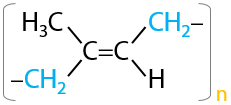 H₃C CH₂–
C=C
–CH₂ H
n